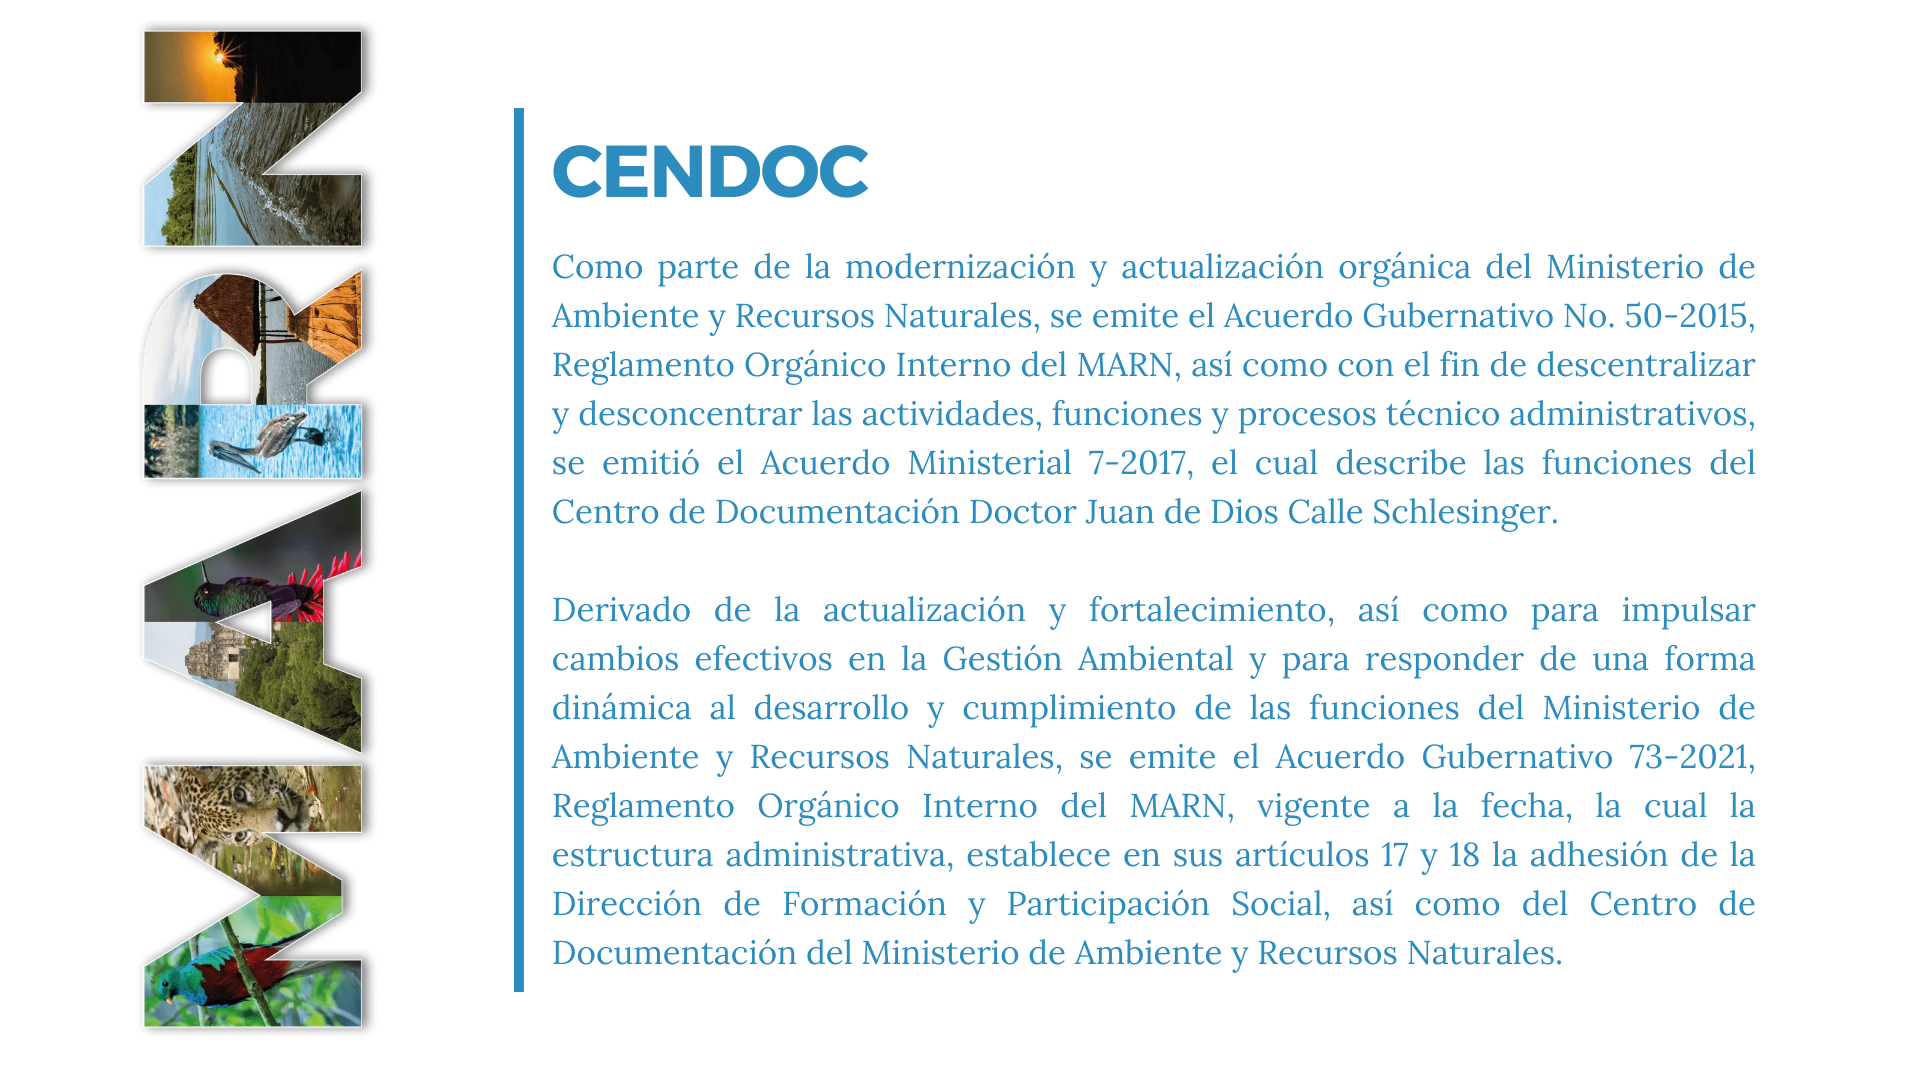 MARN
CENDOC
Como parte de la modernización y actualización orgánica del Ministerio de
Ambiente y Recursos Naturales, se emite el Acuerdo Gubernativo No. 50-2015,
Reglamento Orgánico Interno del MARN, así como con el fin de descentralizar
y desconcentrar las actividades, funciones y procesos técnico administrativos,
se emitió el Acuerdo Ministerial 7-2017, el cual describe las funciones del
Centro de Documentación Doctor Juan de Dios Calle Schlesinger.
Derivado de la actualización y fortalecimiento, así como para impulsar
cambios efectivos en la Gestión Ambiental y para responder de una forma
dinámica al desarrollo y cumplimiento de las funciones del Ministerio de
Ambiente y Recursos Naturales, se emite el Acuerdo Gubernativo 73-2021,
Reglamento Orgánico Interno del MARN, vigente a la fecha, la cual la
estructura administrativa, establece en sus artículos 17 y 18 la adhesión de la
Dirección de Formación y Participación Social, así como del Centro de
Documentación del Ministerio de Ambiente y Recursos Naturales.